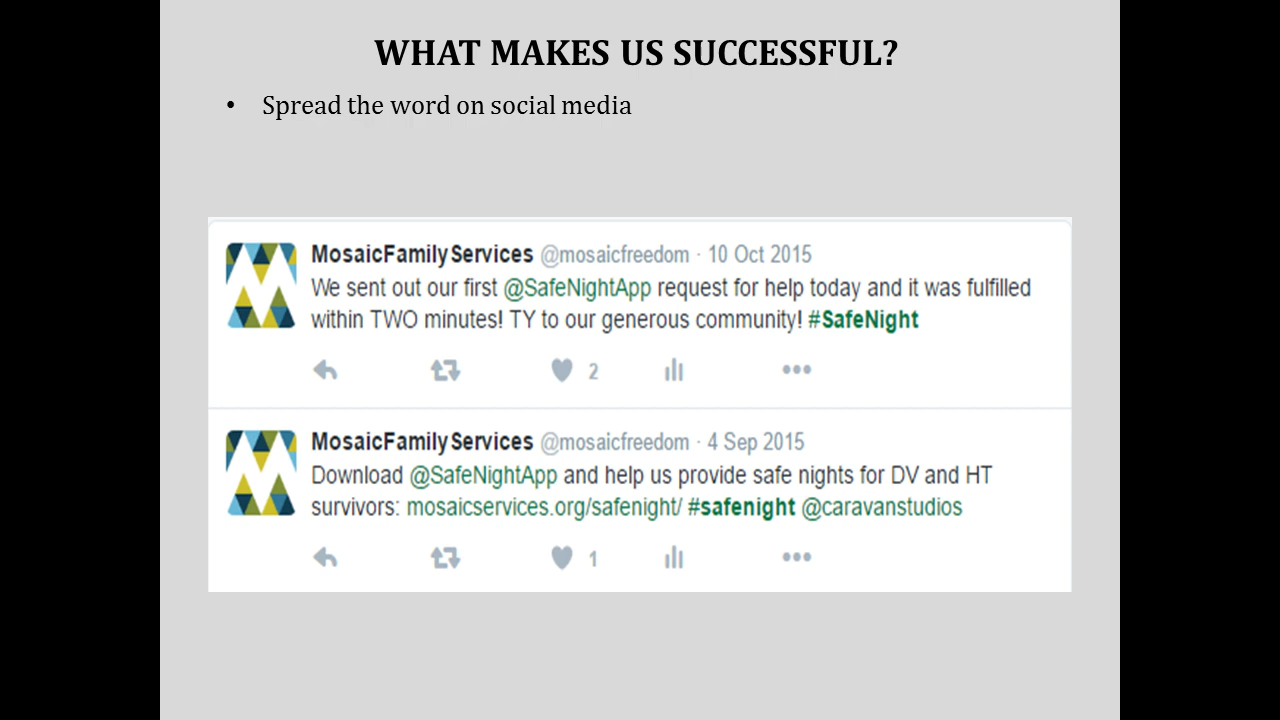 WHAT MAKES US SUCCESSFUL?
• Spread the word on social media
MosaicFamilyServices @mosaicfreedom · 10 Oct 2015
We sent out our first @SafeNightApp request for help today and it was fulfilled
within TWO minutes! TY to our generous community! #SafeNight
2
MosaicFamilyServices @mosaicfreedom · 4 Sep 2015
Download @SafeNightApp and help us provide safe nights for DV and HT
survivors: mosaicservices.org/safenight/ #safenight @caravanstudios
1